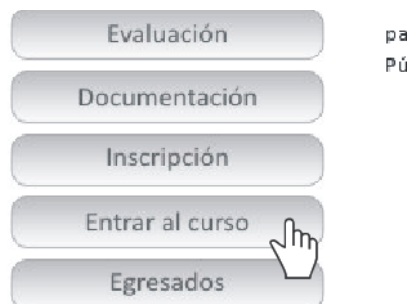 Evaluación
Documentación
Inscripción
Entrar al curso
Egresados